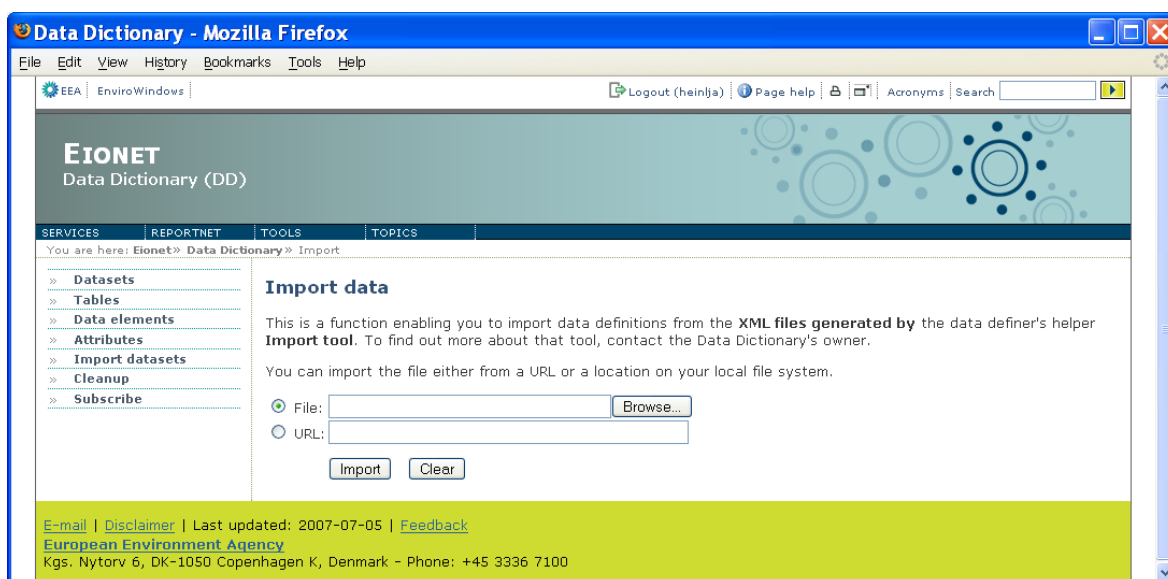 Data Dictionary - Mozilla Firefox
File Edit View History Bookmarks Tools Help
EEA EnviroWindows Logout (heinlja) Page help Acronyms Search
EIONET
Data Dictionary (DD)
SERVICES REPORTNET TOOLS TOPICS
You are here: Eionet» Data Dictionary» Import
» Datasets
» Tables
» Data elements
» Attributes
» Import datasets
» Cleanup
» Subscribe
Import data
This is a function enabling you to import data definitions from the XML files generated by the data definer's helper
Import tool. To find out more about that tool, contact the Data Dictionary's owner.
You can import the file either from a URL or a location on your local file system.
File: Browse...
URL:
Import Clear
E-mail | Disclaimer | Last updated: 2007-07-05 | Feedback
European Environment Agency
Kgs. Nytorv 6, DK-1050 Copenhagen K, Denmark - Phone: +45 3336 7100